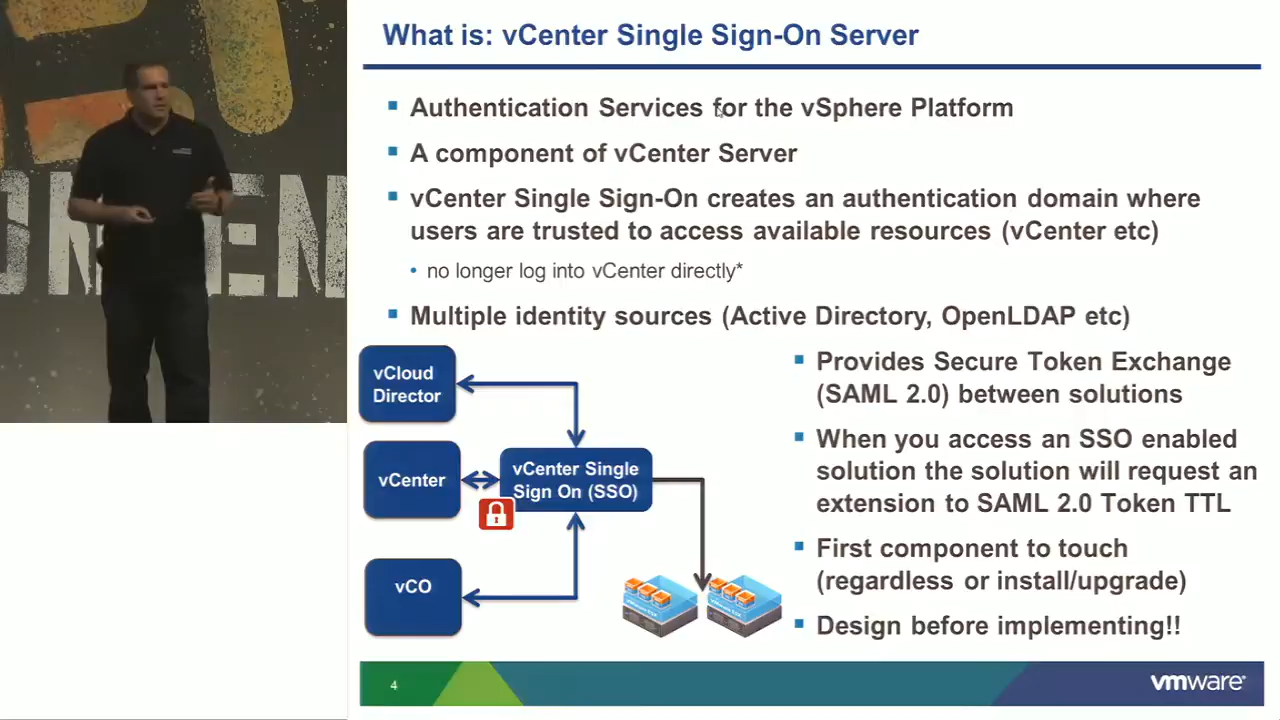 What is: vCenter Single Sign-On Server
Authentication Services for the vSphere Platform
A component of vCenter Server
vCenter Single Sign-On creates an authentication domain where
users are trusted to access available resources (vCenter etc)
no longer log into vCenter directly*
Multiple identity sources (Active Directory, OpenLDAP etc)
vCloud
Director
vCenter
vCenter Single
Sign On (SSO)
vCO
Provides Secure Token Exchange
(SAML 2.0) between solutions
When you access an SSO enabled
solution the solution will request an
extension to SAML 2.0 Token TTL
First component to touch
(regardless or install/upgrade)
Design before implementing!!
4
vmware®